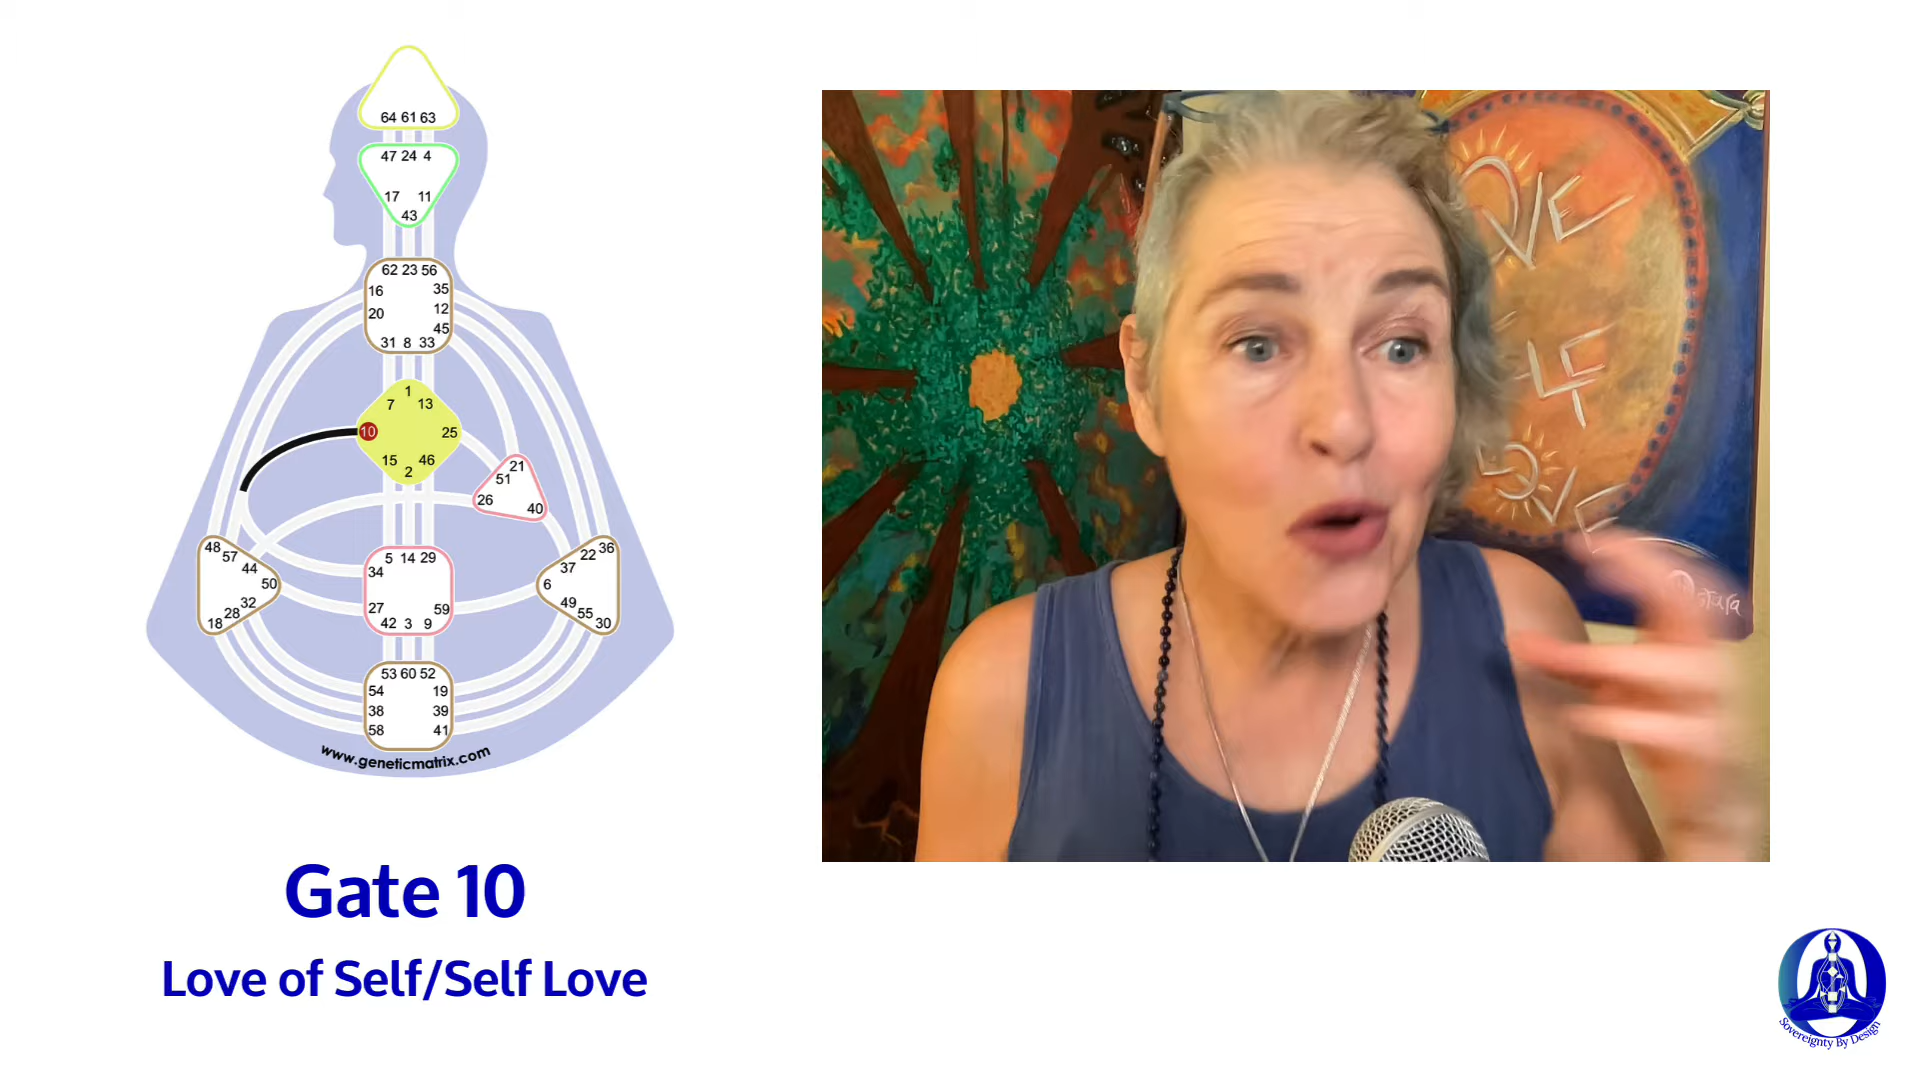 64 61 63
47 24 4
17 11
43
62 23 56
16 35
20 12
45
31 8 33
1
7 13
10 25
15 46
2
21
51
26 40
48 57 44 50 32 28 18
5 14 29
34
27 59
42 3 9
36 22 37 6 49 55 30
53 60 52
54 19
38 39
58 41
www.geneticmatrix.com
Gate 10
Love of Self/Self Love
LOVE
LF
LOVE
Sovereignty By Design